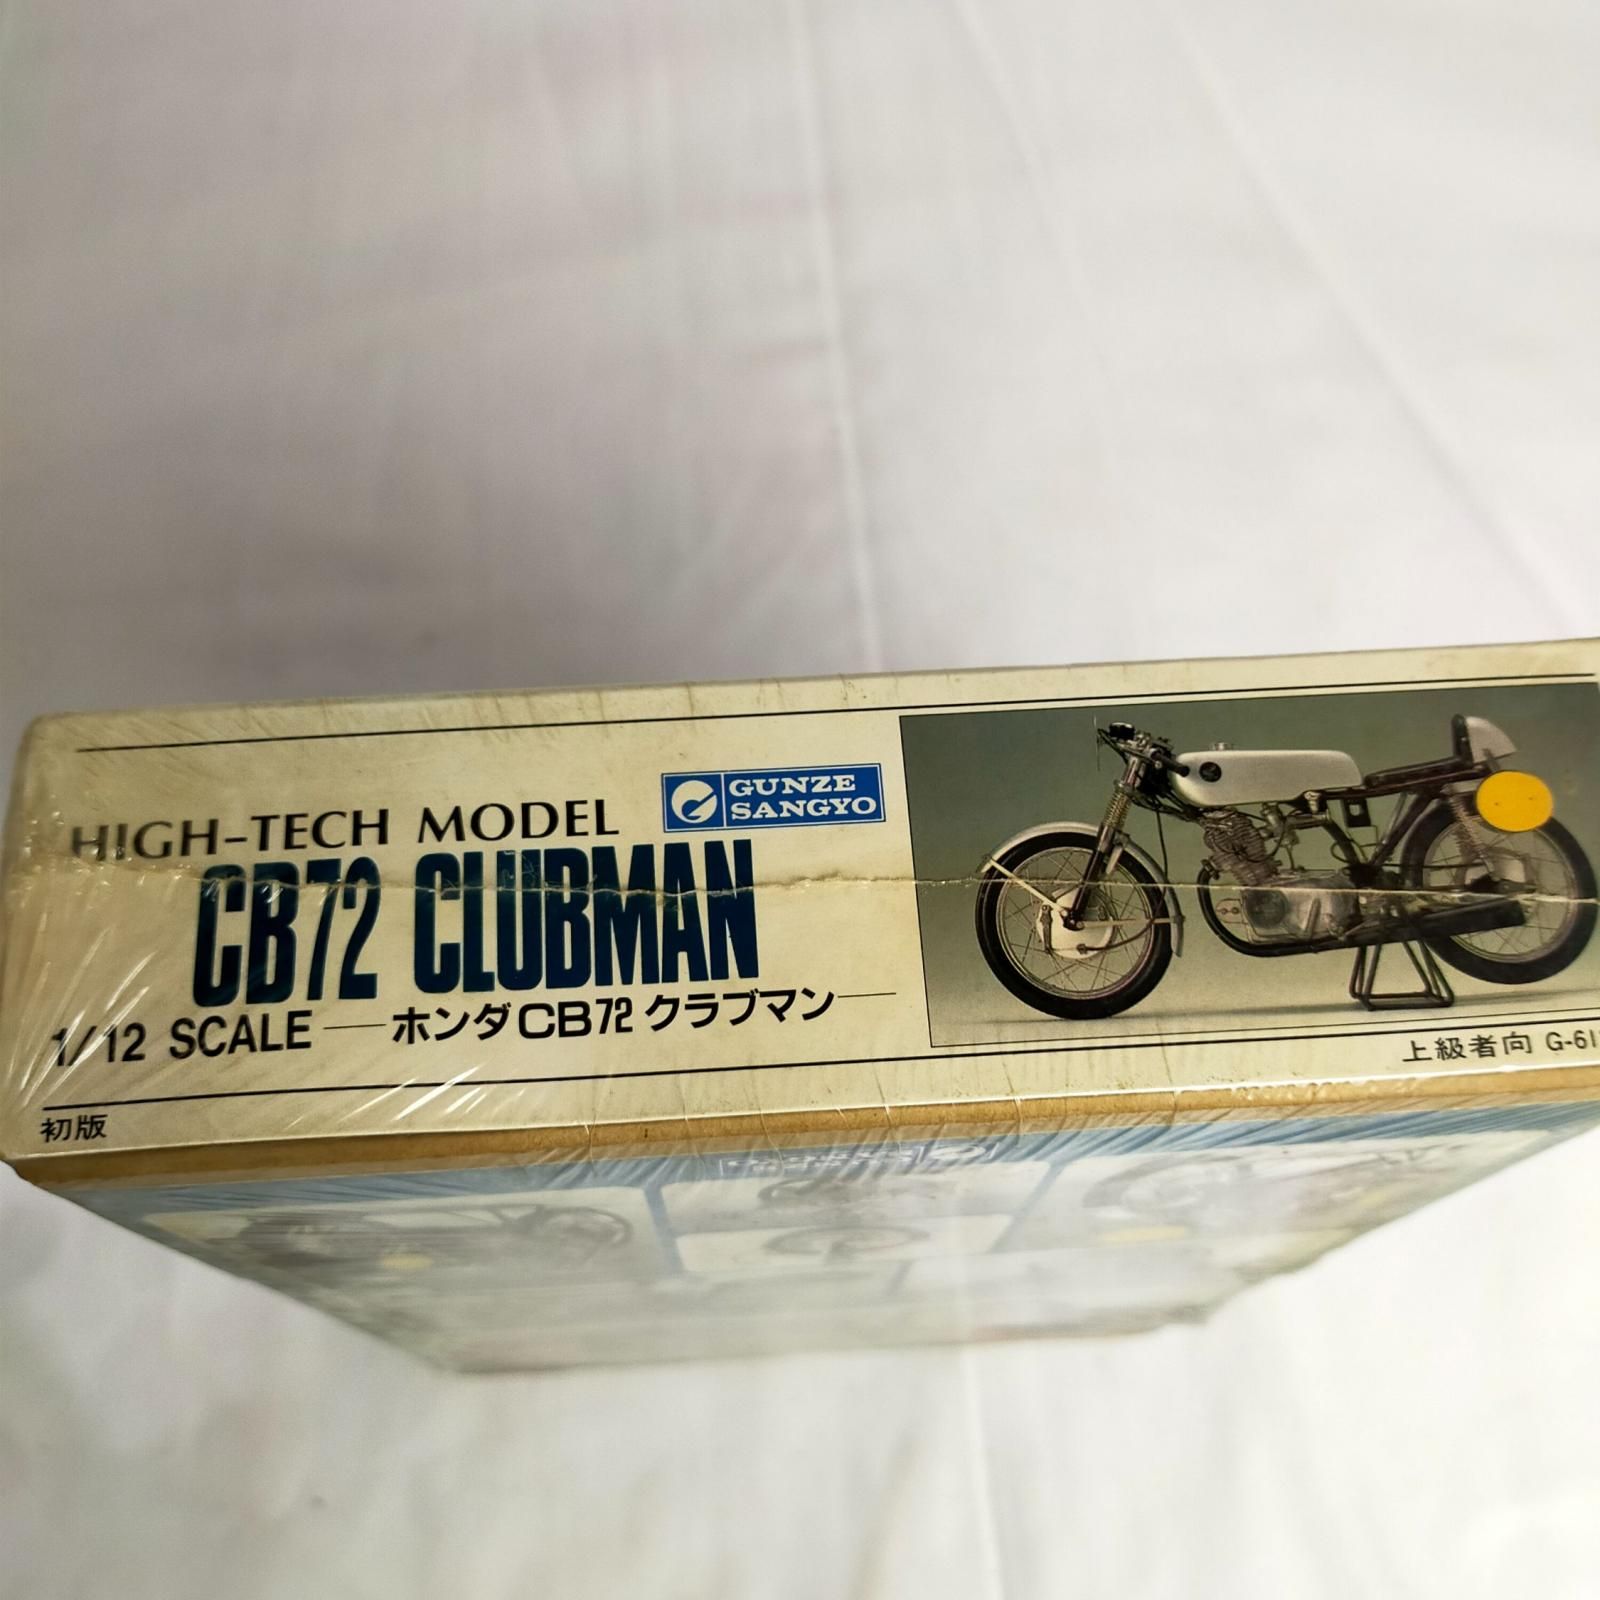 HIGH-TECH MODEL
GUNZE
SANGYO
CB72 CLUBMAN
1/12 SCALE — ホンダCB72 クラブマン —
上級者向
初版